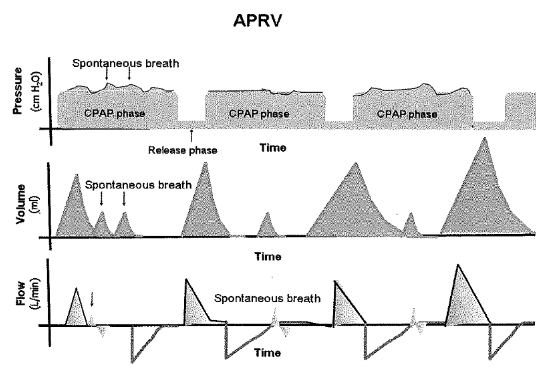 APRV
Spontaneous breath
Pressure
(cm H₂O)
CPAP phase
CPAP phase
CPAP phase
Release phase
Time
Spontaneous breath
Volume
(ml)
Time
Spontaneous breath
Flow
(L/min)
Time